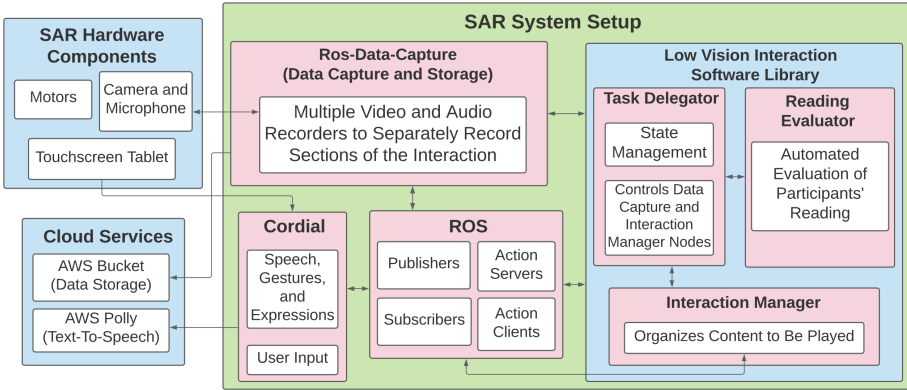 SAR System Setup
SAR Hardware
Components
Motors
Camera and
Microphone
Touchscreen Tablet
Cloud Services
AWS Bucket
(Data Storage)
AWS Polly
(Text-To-Speech)
Ros-Data-Capture
(Data Capture and Storage)
Multiple Video and Audio
Recorders to Separately Record
Sections of the Interaction
Cordial
Speech,
Gestures,
and
Expressions
User Input
ROS
Publishers
Action
Servers
Subscribers
Action
Clients
Low Vision Interaction
Software Library
Task Delegator
State
Management
Controls Data
Capture and
Interaction
Manager Nodes
Reading
Evaluator
Automated
Evaluation of
Participants'
Reading
Interaction Manager
Organizes Content to Be Played